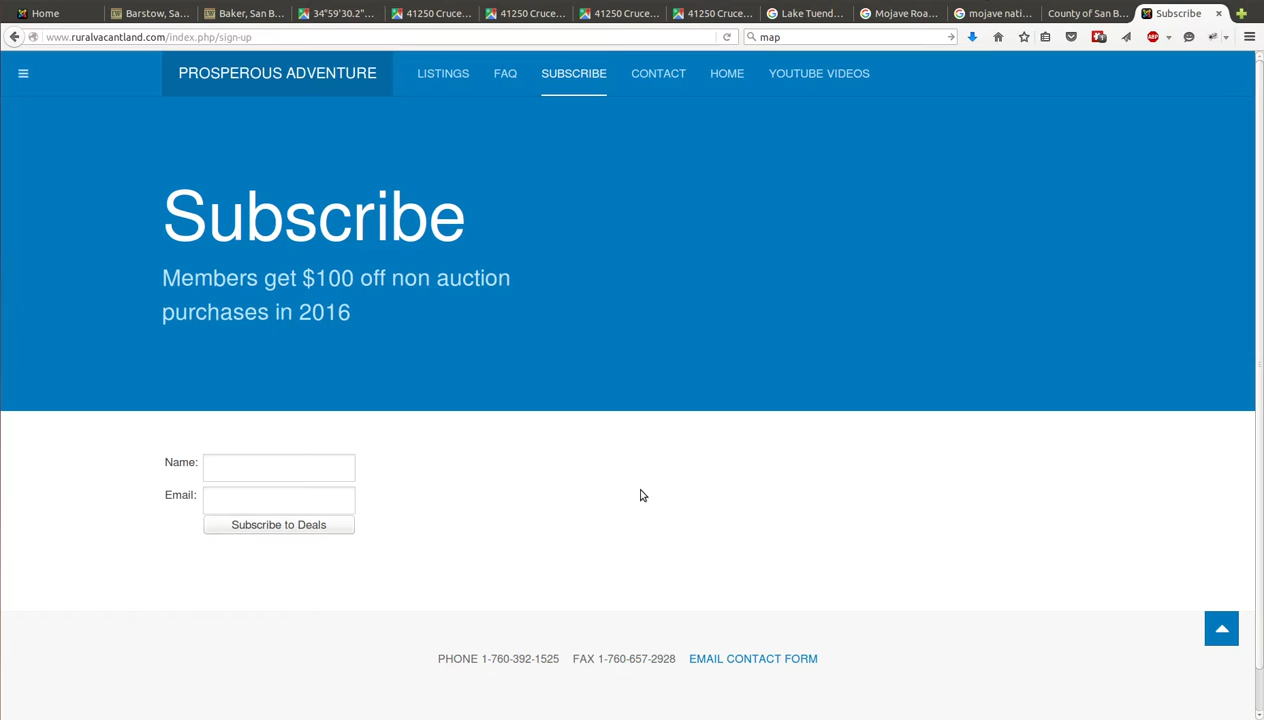 Home
Barstow, Sa...
Baker, San B...
34°59'30.2"...
41250 Cruce...
41250 Cruce...
41250 Cruce...
41250 Cruce...
Lake Tuend...
Mojave Roa...
mojave nati...
County of San B...
Subscribe
www.ruralvacantland.com/index.php/sign-up
map
PROSPEROUS ADVENTURE
LISTINGS
FAQ
SUBSCRIBE
CONTACT
HOME
YOUTUBE VIDEOS
Subscribe
Members get $100 off non auction
purchases in 2016
Name:
Email:
Subscribe to Deals
PHONE 1-760-392-1525 FAX 1-760-657-2928 EMAIL CONTACT FORM